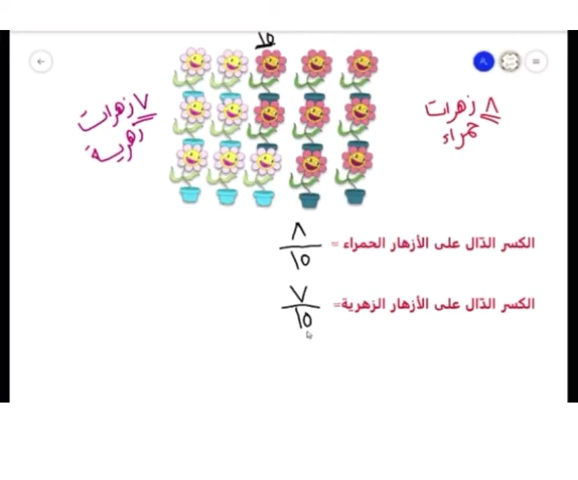 ١٥
٨ زهرات
حمراء
٧ زهرات
زهرية
الكسر الدّال على الأزهار الحمراء =
٨
١٥
الكسر الدّال على الأزهار الزهرية=
٧
١٥